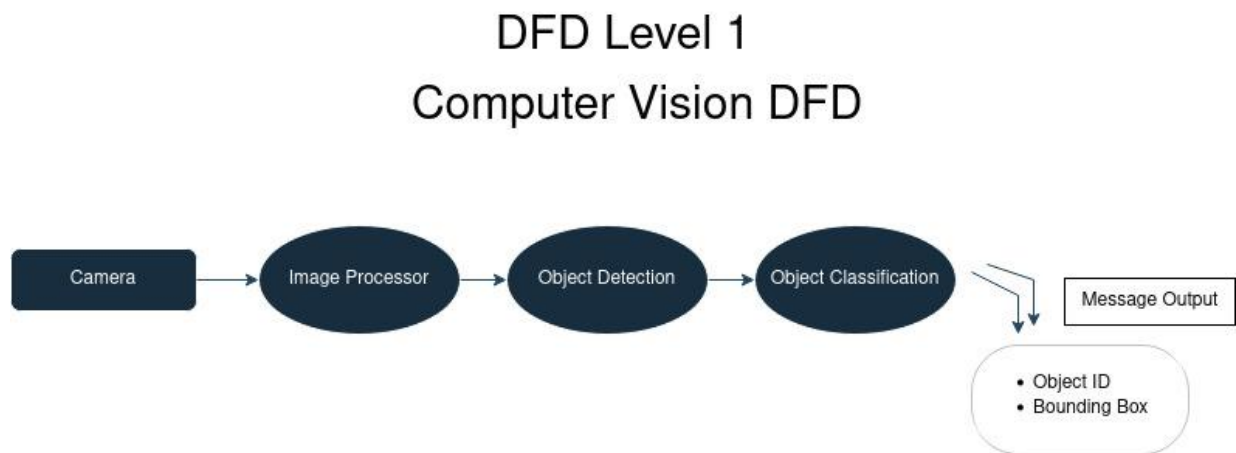 DFD Level 1
Computer Vision DFD
Camera
Image Processor
Object Detection
Object Classification
Message Output
• Object ID
• Bounding Box